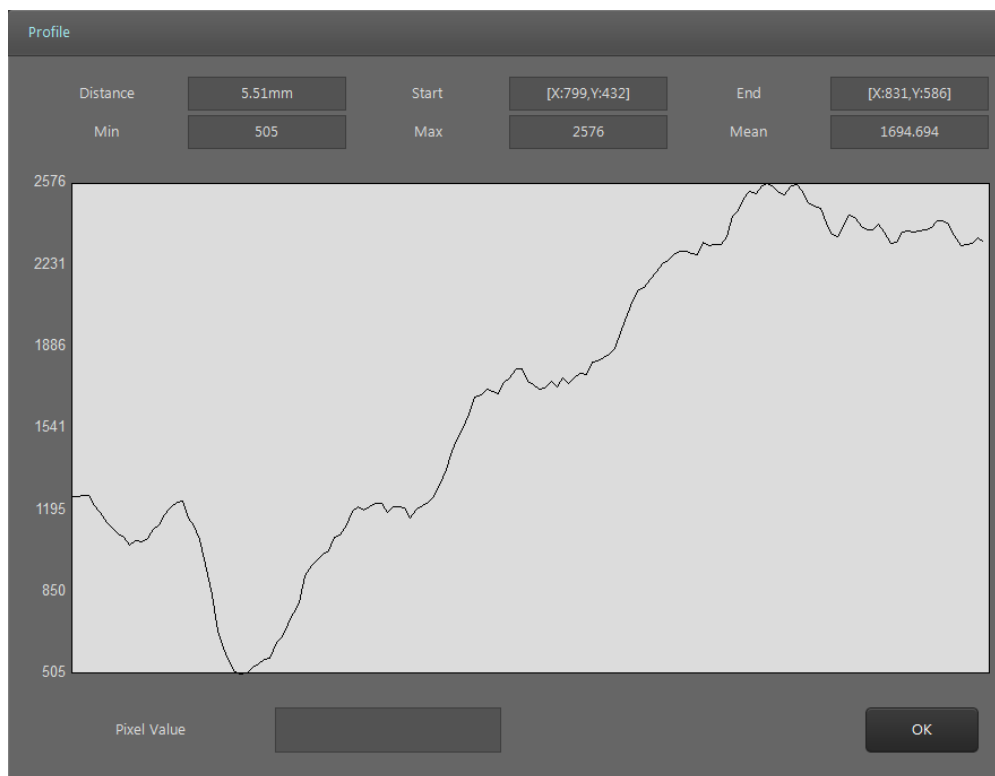 Profile
Distance 5.51mm Start [X:799,Y:432] End [X:831,Y:586]
Min 505 Max 2576 Mean 1694.694
2576
2231
1886
1541
1195
850
505
Pixel Value OK